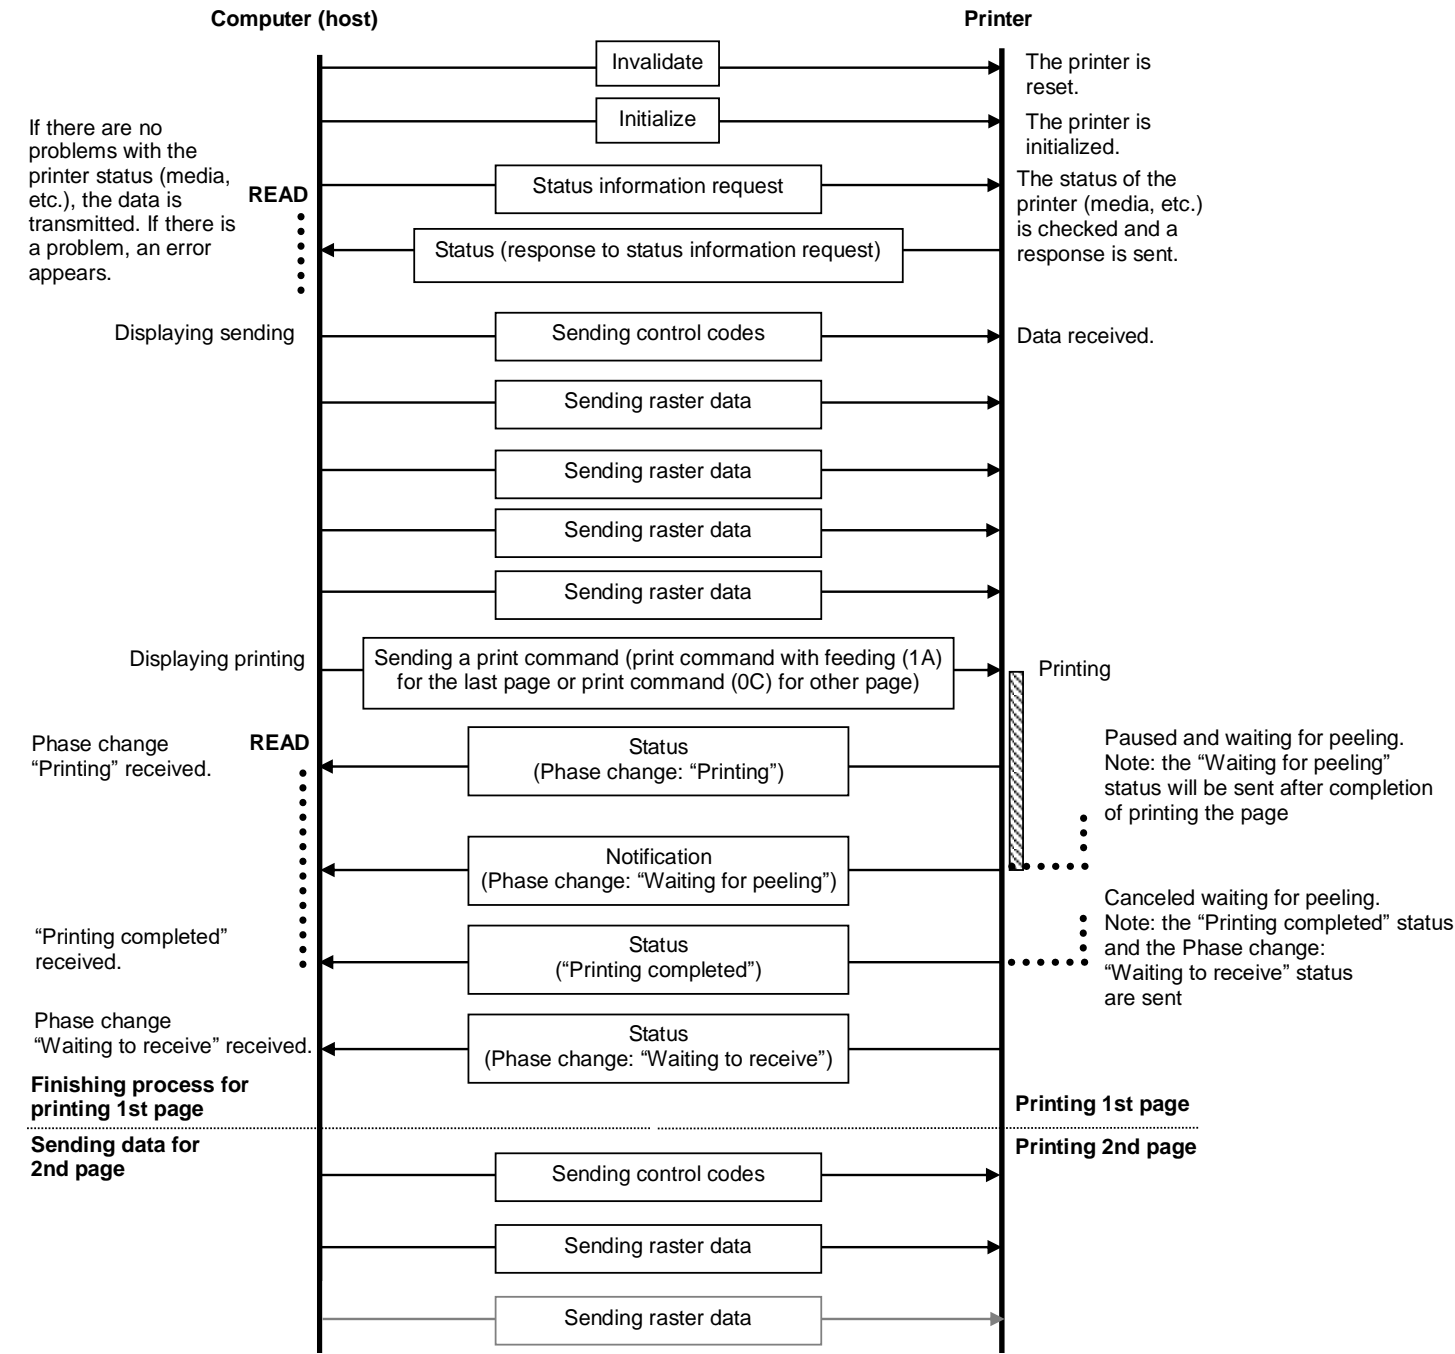 Computer (host)
Printer
Invalidate
The printer is
reset.
Initialize
The printer is
initialized.
If there are no
problems with the
printer status (media,
etc.), the data is
transmitted. If there is
a problem, an error
appears.
READ
Status information request
The status of the
printer (media, etc.)
is checked and a
response is sent.
Status (response to status information request)
Displaying sending
Sending control codes
Data received.
Sending raster data
Sending raster data
Sending raster data
Sending raster data
Displaying printing
Sending a print command (print command with feeding (1A)
for the last page or print command (0C) for other page)
Printing
Phase change
“Printing” received.
READ
Status
(Phase change: “Printing”)
Paused and waiting for peeling.
Note: the “Waiting for peeling”
status will be sent after completion
of printing the page
Notification
(Phase change: “Waiting for peeling”)
Canceled waiting for peeling.
Note: the “Printing completed” status
and the Phase change:
“Waiting to receive” status
are sent
“Printing completed”
received.
Status
(“Printing completed”)
Phase change
“Waiting to receive” received.
Status
(Phase change: “Waiting to receive”)
Finishing process for
printing 1st page
Printing 1st page
Sending data for
2nd page
Printing 2nd page
Sending control codes
Sending raster data
Sending raster data